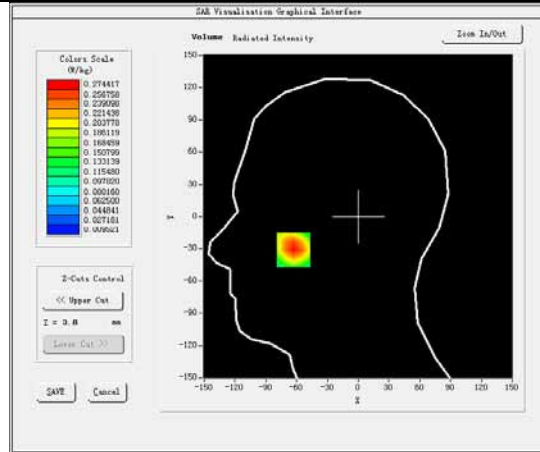 SAR Visualisation Graphical Interface
Volume Radiated Intensity
Zoom In/Out
Colors Scale
(W/kg)
0.274417
0.256758
0.239098
0.221438
0.203778
0.186119
0.168459
0.150799
0.133139
0.115480
0.097820
0.080160
0.062500
0.044841
0.027181
0.009521
Z-Cuts Control
<< Upper Cut
Z = 3.8 mm
Lower Cut >>
SAVE Cancel
150
120
90
60
30
0
-30
-60
-90
-120
-150
Y
-150 -120 -90 -60 -30 0 30 60 90 120 150
X